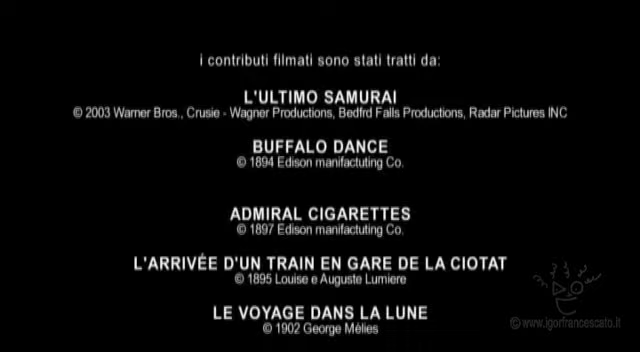 i contributi filmati sono stati tratti da:
L'ULTIMO SAMURAI
© 2003 Warner Bros., Crusie - Wagner Productions, Bedfrd Falls Productions, Radar Pictures INC
BUFFALO DANCE
© 1894 Edison manifactuting Co.
ADMIRAL CIGARETTES
© 1897 Edison manifactuting Co.
L'ARRIVÉE D'UN TRAIN EN GARE DE LA CIOTAT
© 1895 Louise e Auguste Lumiere
LE VOYAGE DANS LA LUNE
© 1902 George Mélies
© www.igorfrancescato.it